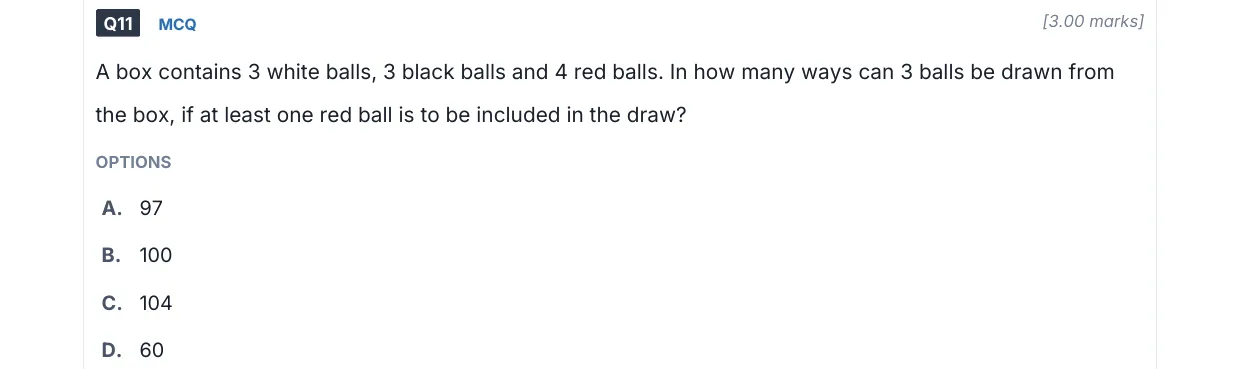 Q11 MCQ [3.00 marks]
A box contains 3 white balls, 3 black balls and 4 red balls. In how many ways can 3 balls be drawn from
the box, if at least one red ball is to be included in the draw?
OPTIONS
A. 97
B. 100
C. 104
D. 60